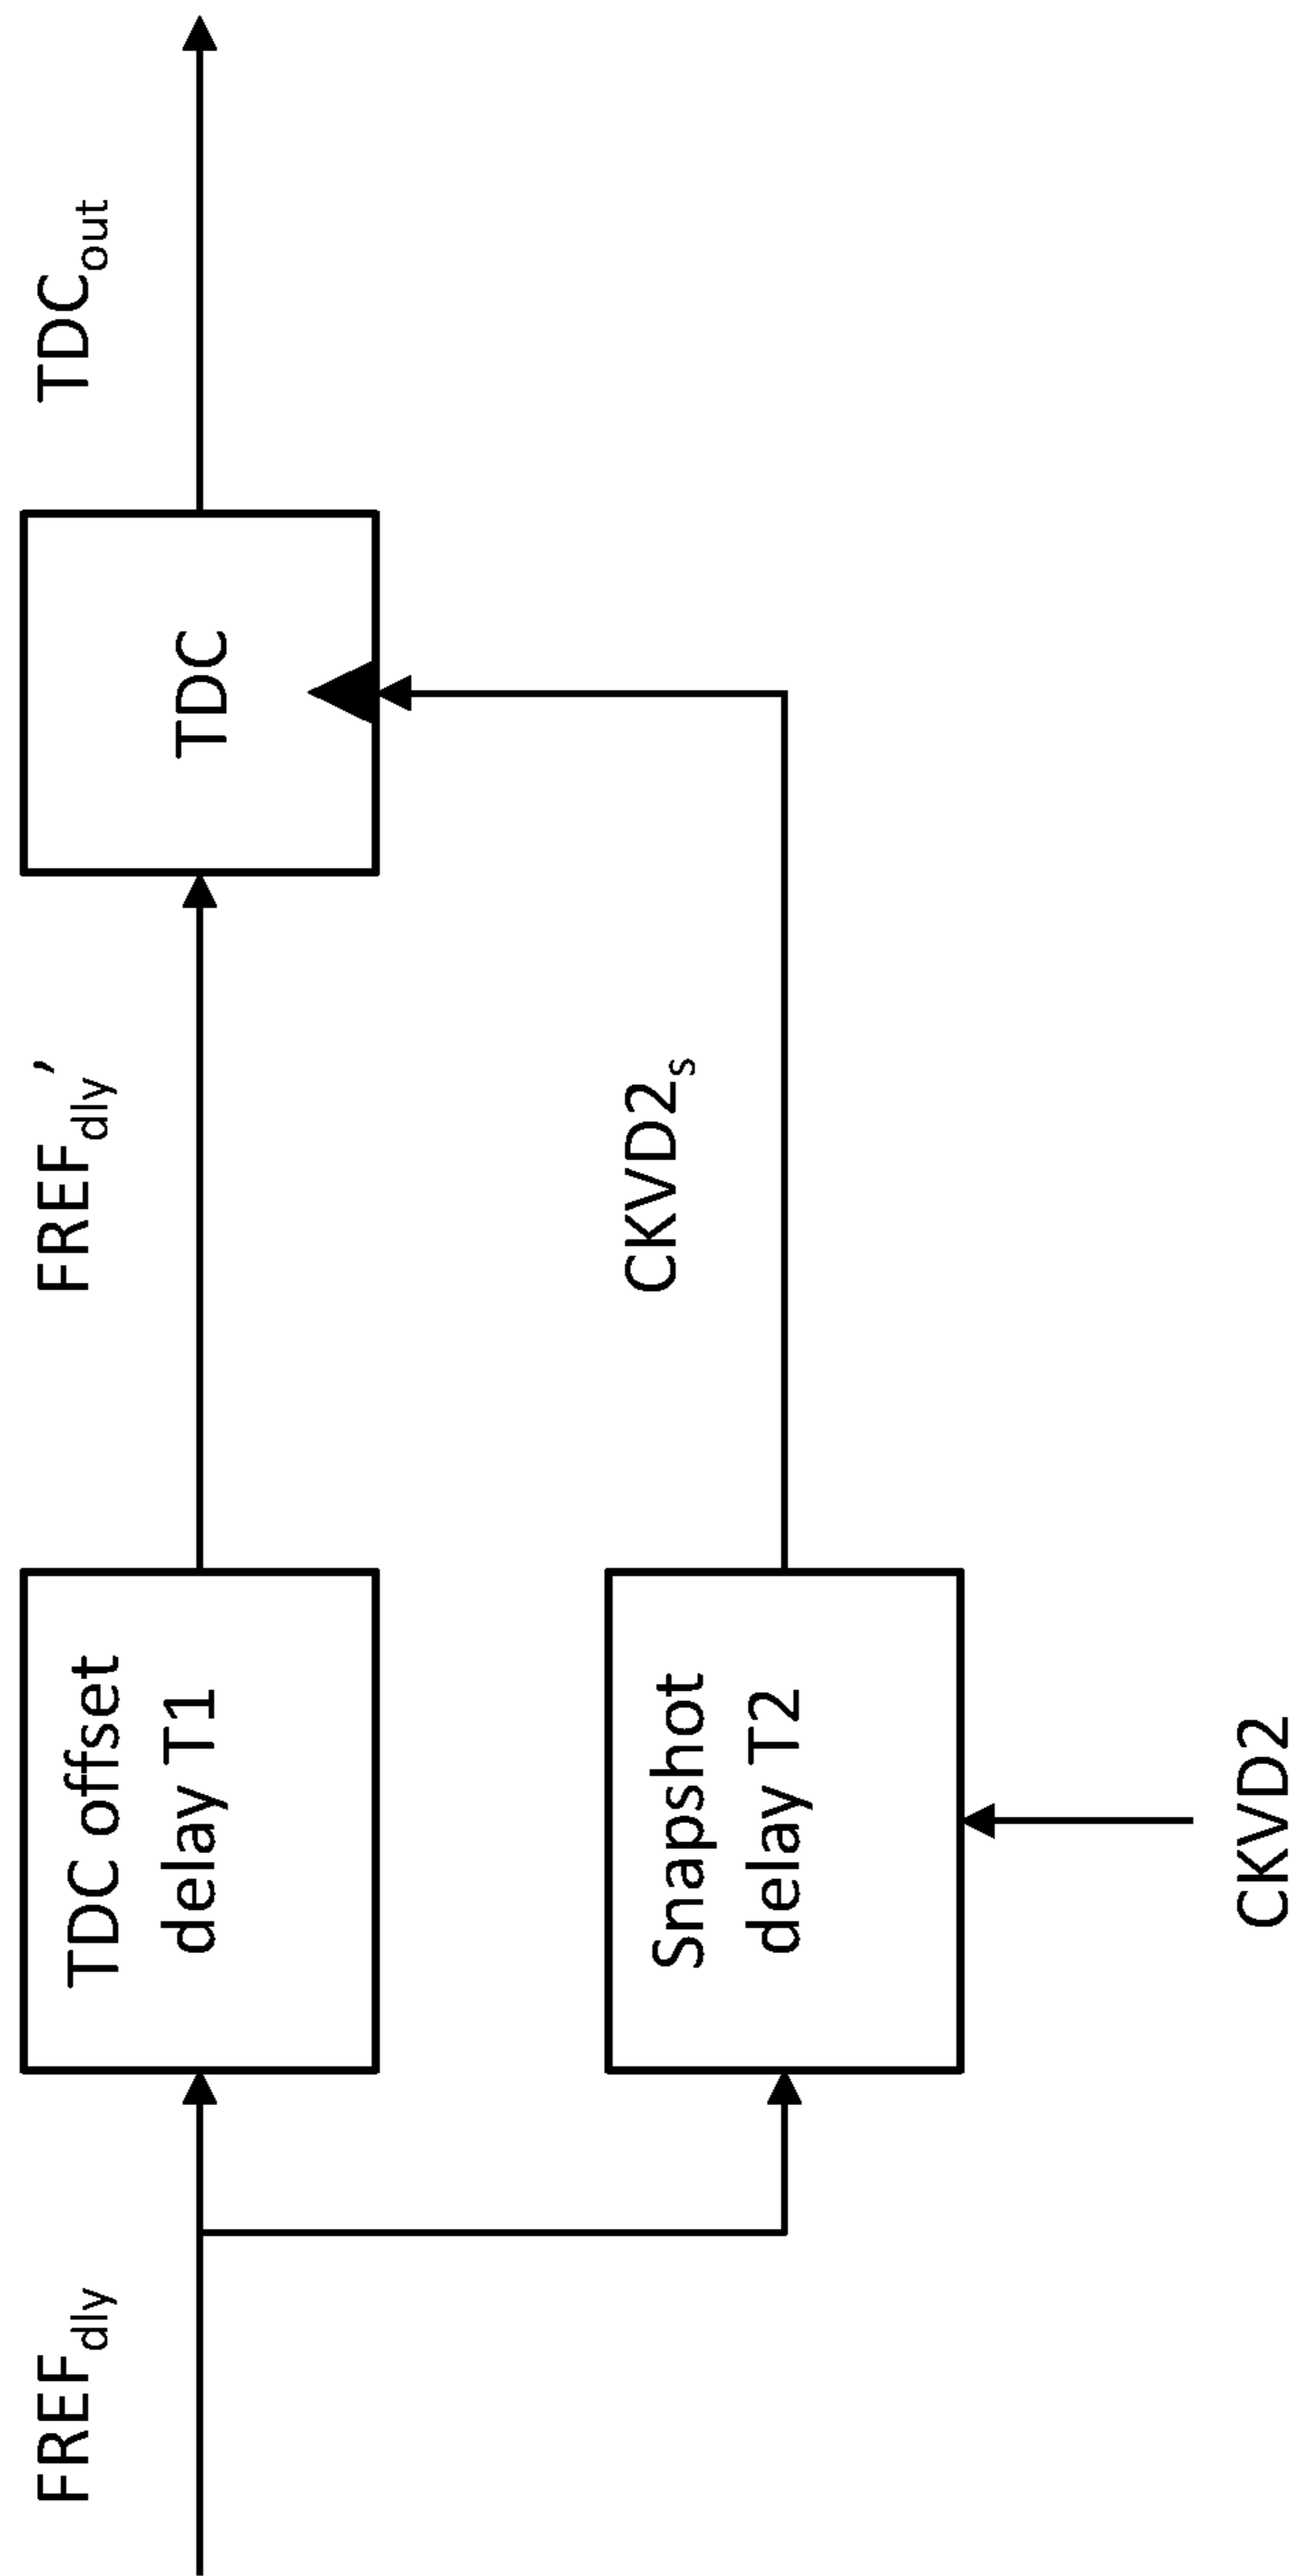 FREFdly
TDC offset
delay T1
FREFdly’
TDC
TDCout
Snapshot
delay T2
CKVD2s
CKVD2